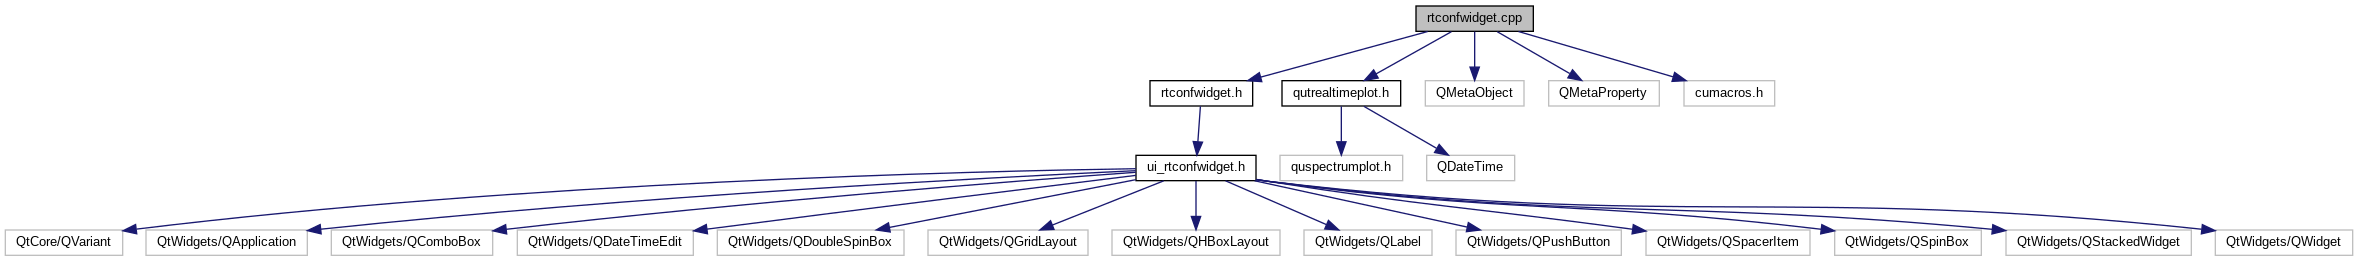 rtconfwidget.cpp
rtconfwidget.h
qutrealtimeplot.h
QMetaObject
QMetaProperty
cumacros.h
ui_rtconfwidget.h
quspectrumplot.h
QDateTime
QtCore/QVariant
QtWidgets/QApplication
QtWidgets/QComboBox
QtWidgets/QDateTimeEdit
QtWidgets/QDoubleSpinBox
QtWidgets/QGridLayout
QtWidgets/QHBoxLayout
QtWidgets/QLabel
QtWidgets/QPushButton
QtWidgets/QSpacerItem
QtWidgets/QSpinBox
QtWidgets/QStackedWidget
QtWidgets/QWidget